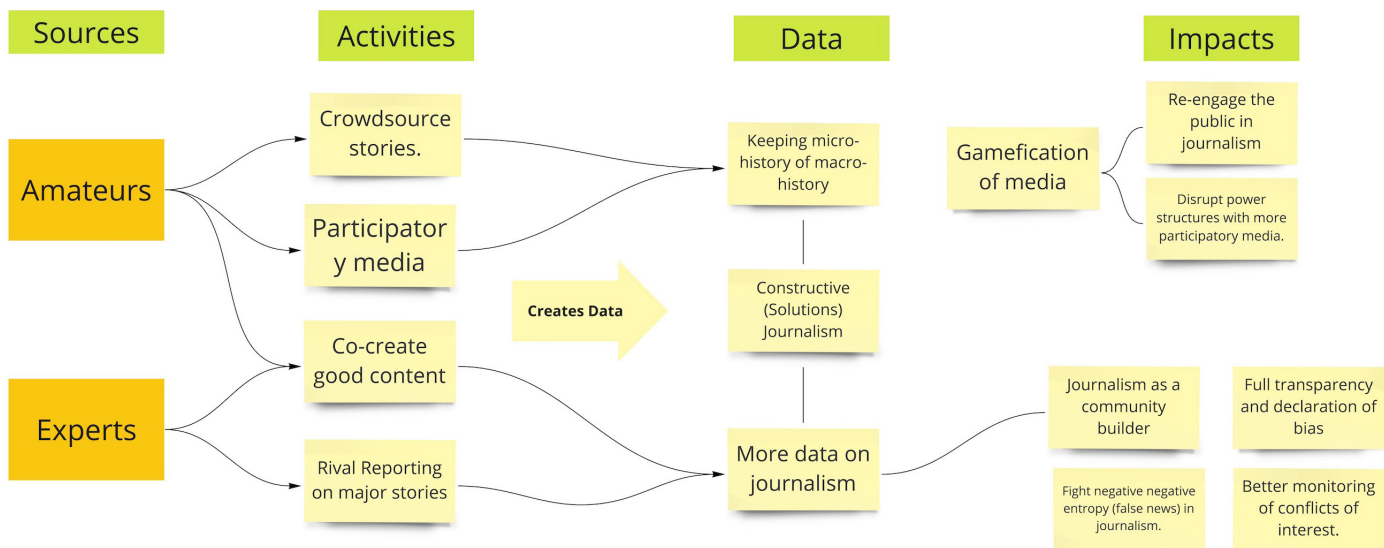 Sources
Activities
Data
Impacts
Amateurs
Experts
Crowdsource
stories.
Participator
y media
Co-create
good content
Rival Reporting
on major stories
Creates Data
Keeping micro-
history of macro-
history
Constructive
(Solutions)
Journalism
More data on
journalism
Gamefication
of media
Re-engage the
public in
journalism
Disrupt power
structures with more
participatory media.
Journalism as a
community
builder
Full transparency
and declaration of
bias
Fight negative negative
entropy (false news) in
journalism.
Better monitoring
of conflicts of
interest.